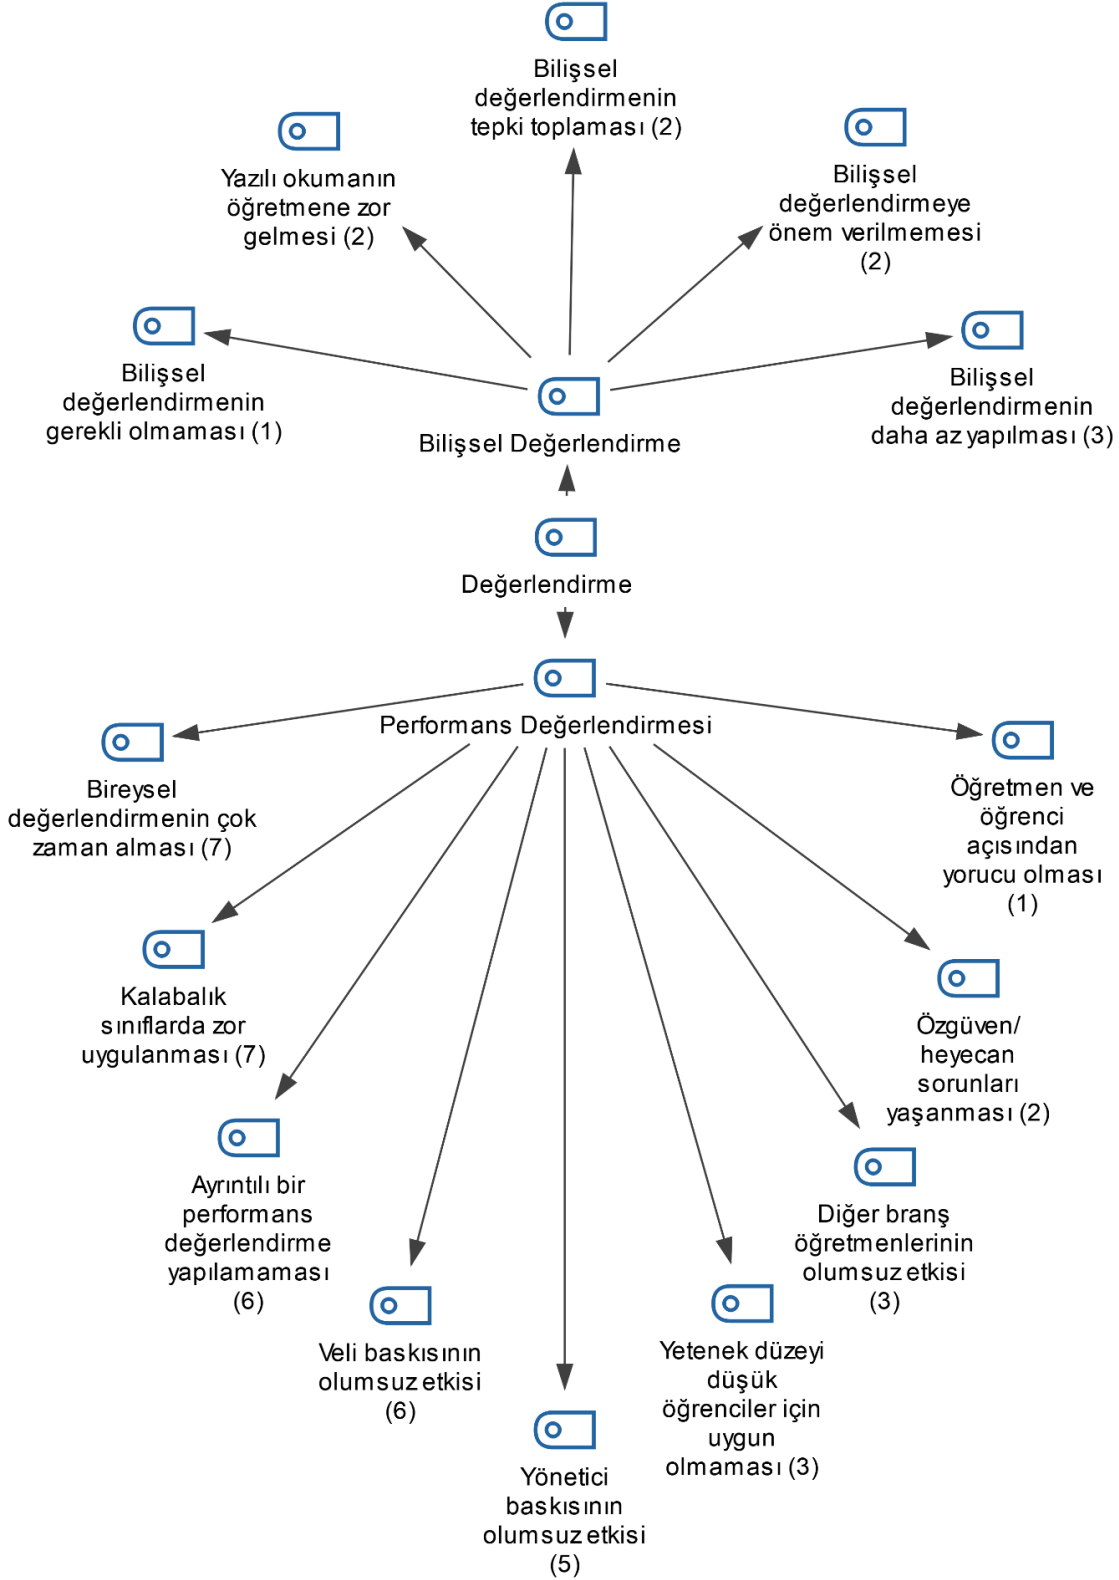 Bilişsel
değerlendirmenin
tepki toplaması (2)
Yazılı okumanın
öğretmene zor
gelmesi (2)
Bilişsel
değerlendirmeye
önem verilmemesi
(2)
Bilişsel
değerlendirmenin
gerekli olmaması (1)
Bilişsel
değerlendirmenin
daha az yapılması (3)
Bilişsel Değerlendirme
Değerlendirme
Performans Değerlendirmesi
Bireysel
değerlendirmenin çok
zaman alması (7)
Öğretmen ve
öğrenci
açısından
yorucu olması
(1)
Kalabalık
sınıflarda zor
uygulanması (7)
Özgüven/
heyecan
sorunları
yaşanması (2)
Ayrıntılı bir
performans
değerlendirme
yapılamaması
(6)
Diğer branş
öğretmenlerinin
olumsuz etkisi
(3)
Veli baskısının
olumsuz etkisi
(6)
Yetenek düzeyi
düşük
öğrenciler için
uygun
olmaması (3)
Yönetici
baskısının
olumsuz etkisi
(5)